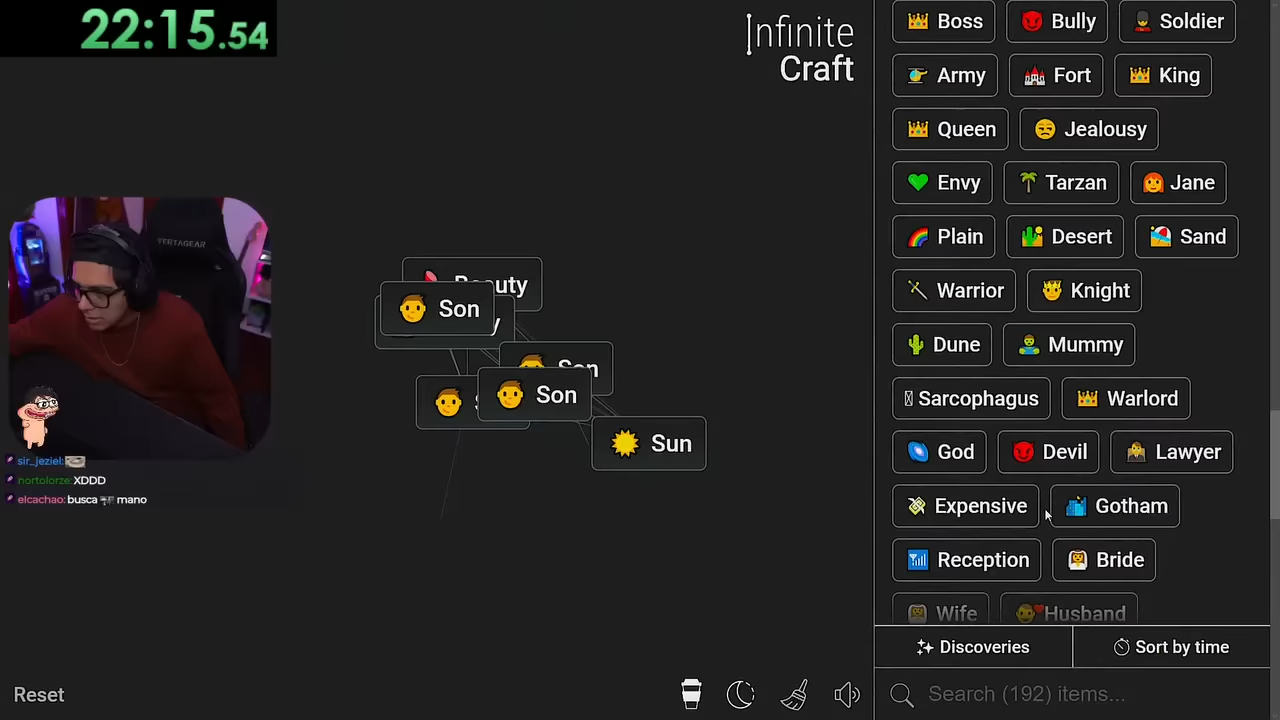 22:15.54
Infinite
Craft
VERTAGEAR
Beauty
Son
y
Son
Son
Sun
sir_jeziel:
nortolorze: XDDD
elcachao: busca mano
Reset
Boss Bully Soldier
Army Fort King
Queen Jealousy
Envy Tarzan Jane
Plain Desert Sand
Warrior Knight
Dune Mummy
Sarcophagus Warlord
God Devil Lawyer
Expensive Gotham
Reception Bride
Wife Husband
Discoveries Sort by time
Search (192) items...